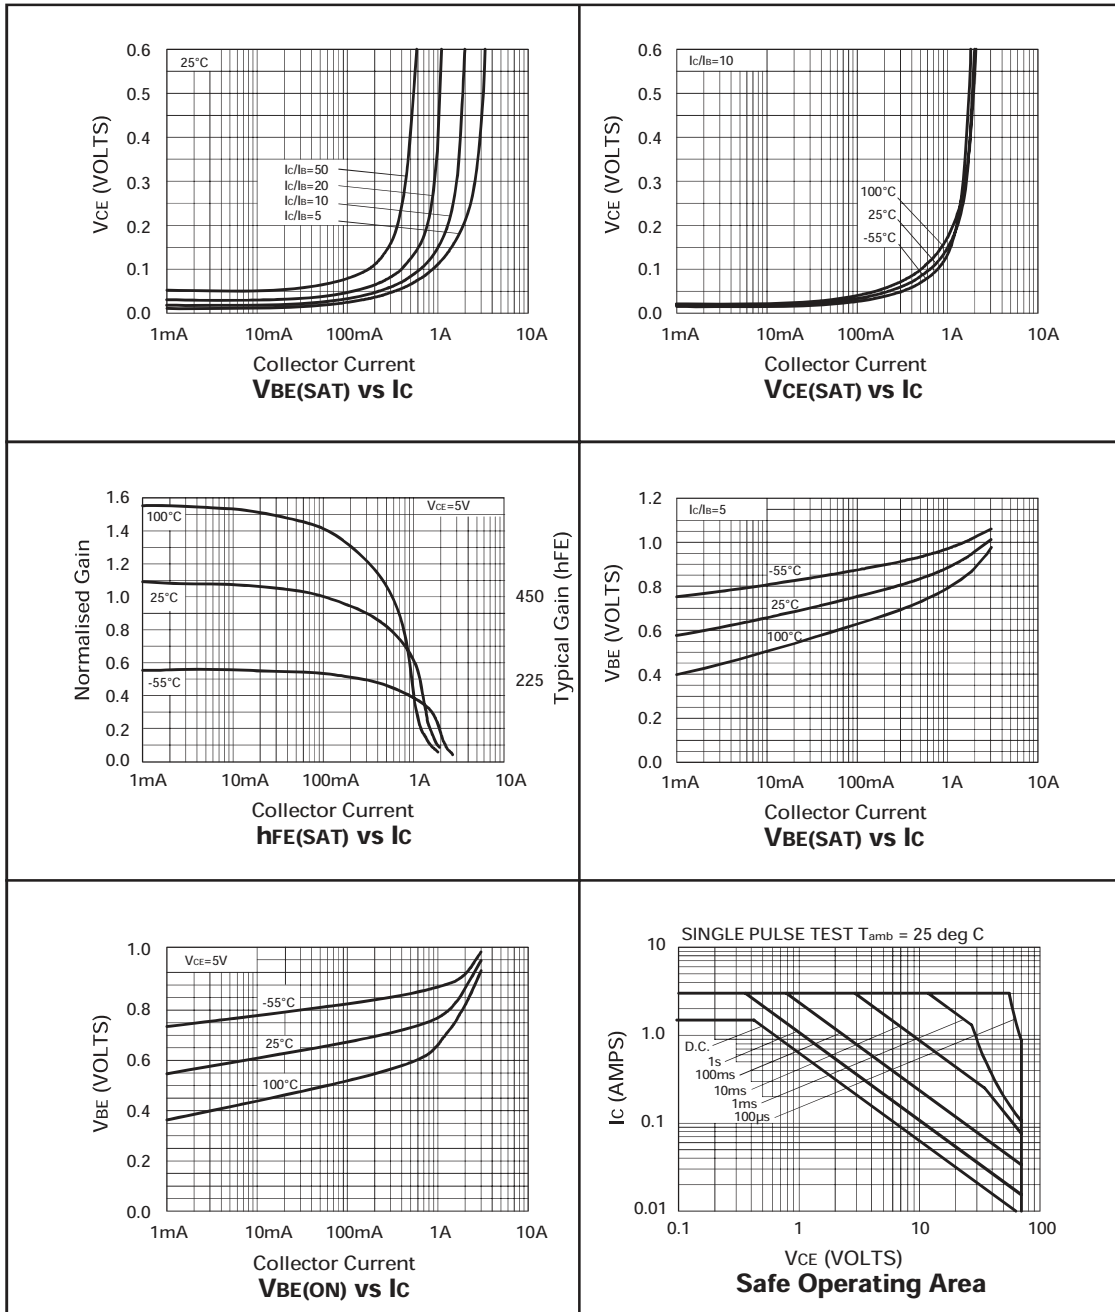 0.6
0.5
0.4
0.3
0.2
0.1
0.0
VCE (VOLTS)
25°C
IC/IB=50
IC/IB=20
IC/IB=10
IC/IB=5
1mA 10mA 100mA 1A 10A
Collector Current
VBE(SAT) vs IC
0.6
0.5
0.4
0.3
0.2
0.1
0.0
VCE (VOLTS)
IC/IB=10
100°C
25°C
-55°C
1mA 10mA 100mA 1A 10A
Collector Current
VCE(SAT) vs IC
1.6
1.4
1.2
1.0
0.8
0.6
0.4
0.2
0.0
Normalised Gain
VCE=5V
100°C
25°C
-55°C
450
225
Typical Gain (hFE)
1mA 10mA 100mA 1A 10A
Collector Current
hFE(SAT) vs IC
1.2
1.0
0.8
0.6
0.4
0.2
0.0
VBE (VOLTS)
IC/IB=5
-55°C
25°C
100°C
1mA 10mA 100mA 1A 10A
Collector Current
VBE(SAT) vs IC
1.0
0.8
0.6
0.4
0.2
0.0
VBE (VOLTS)
VCE=5V
-55°C
25°C
100°C
1mA 10mA 100mA 1A 10A
Collector Current
VBE(ON) vs IC
SINGLE PULSE TEST Tamb = 25 deg C
10
1.0
0.1
0.01
IC (AMPS)
D.C.
1s
100ms
10ms
1ms
100µs
0.1 1 10 100
VCE (VOLTS)
Safe Operating Area